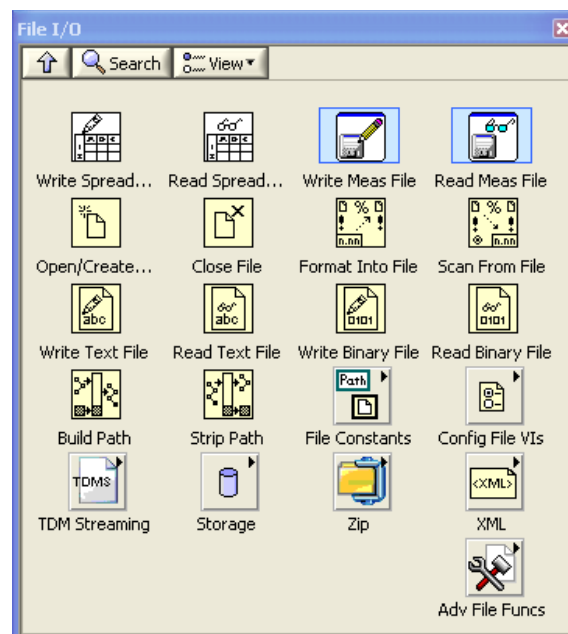 File I/O
Search View
Write Spread... Read Spread... Write Meas File Read Meas File
n.nn n.nn
Open/Create... Close File Format Into File Scan From File
abc abc 0101 0101
Write Text File Read Text File Write Binary File Read Binary File
Path
Build Path Strip Path File Constants Config File VIs
TDMS <XML>
TDM Streaming Storage Zip XML
Adv File Funcs